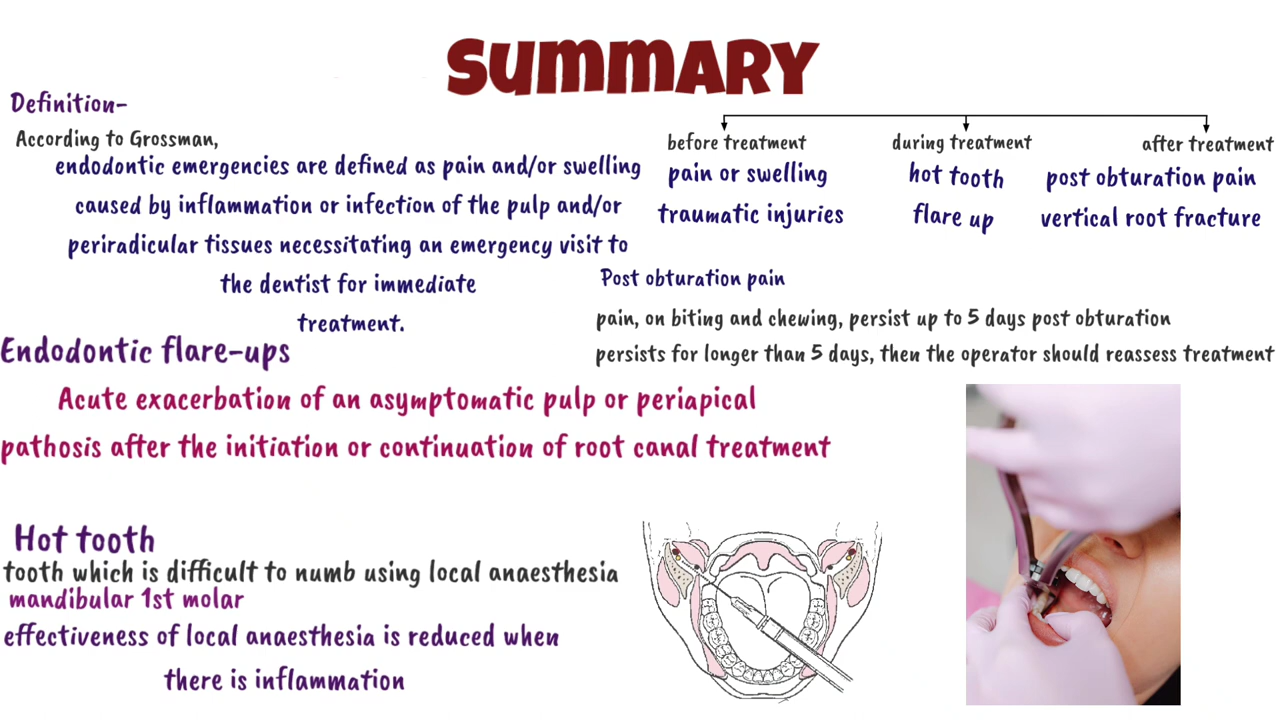 SUMMARY
Definition-
According to Grossman,
endodontic emergencies are defined as pain and/or swelling
caused by inflammation or infection of the pulp and/or
periradicular tissues necessitating an emergency visit to
the dentist for immediate
treatment.
before treatment
pain or swelling
traumatic injuries
during treatment
hot tooth
flare up
after treatment
post obturation pain
vertical root fracture
Post obturation pain
pain, on biting and chewing, persist up to 5 days post obturation
persists for longer than 5 days, then the operator should reassess treatment
Endodontic flare-ups
Acute exacerbation of an asymptomatic pulp or periapical
pathosis after the initiation or continuation of root canal treatment
Hot tooth
tooth which is difficult to numb using local anaesthesia
mandibular 1st molar
effectiveness of local anaesthesia is reduced when
there is inflammation